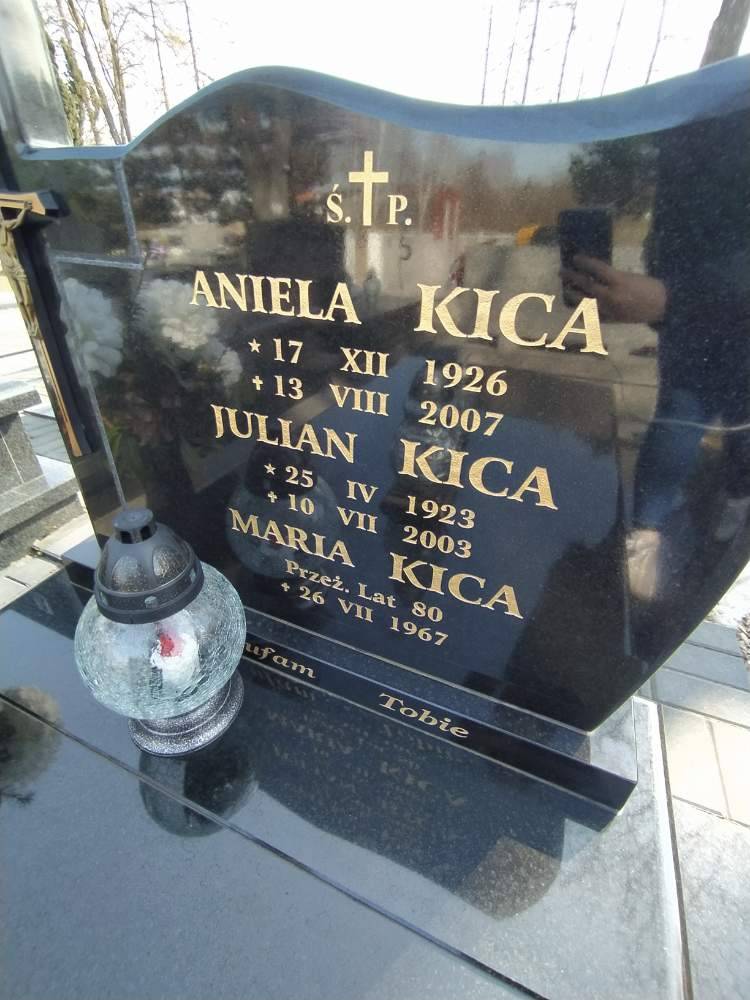 Ś. P.
ANIELA KICA
* 17 XII 1926
✝ 13 VIII 2007
JULIAN KICA
* 25 IV 1923
✝ 10 VII 2003
MARIA KICA
Przeż. Lat 80
✝ 26 VII 1967
Tobie